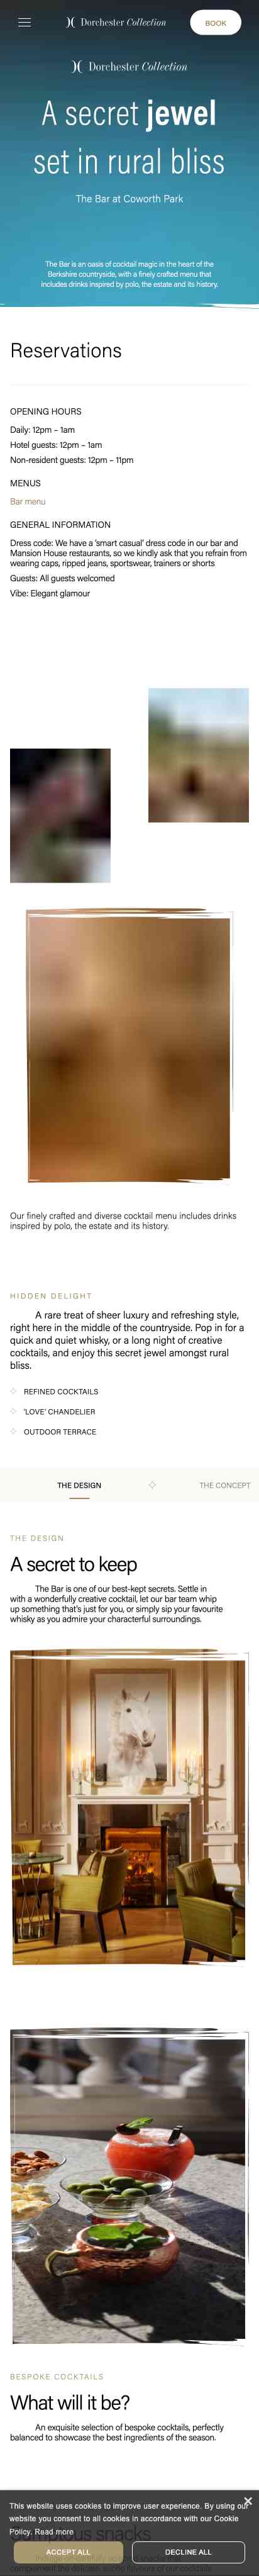 Dorchester Collection
BOOK
Dorchester Collection
A secret jewel
set in rural bliss
The Bar at Coworth Park
The Bar is an oasis of cocktail magic in the heart of the
Berkshire countryside, with a finely crafted menu that
includes drinks inspired by polo, the estate and its history.
Reservations
OPENING HOURS
Daily: 12pm – 1am
Hotel guests: 12pm – 1am
Non-resident guests: 12pm – 11pm
MENUS
Bar menu
GENERAL INFORMATION
Dress code: We have a 'smart casual' dress code in our bar and
Mansion House restaurants, so we kindly ask that you refrain from
wearing caps, ripped jeans, sportswear, trainers or shorts
Guests: All guests welcomed
Vibe: Elegant glamour
Our finely crafted and diverse cocktail menu includes drinks
inspired by polo, the estate and its history.
HIDDEN DELIGHT
A rare treat of sheer luxury and refreshing style,
right here in the middle of the countryside. Pop in for a
quick and quiet whisky, or a long night of creative
cocktails, and enjoy this secret jewel amongst rural
bliss.
REFINED COCKTAILS
'LOVE' CHANDELIER
OUTDOOR TERRACE
THE DESIGN
THE CONCEPT
THE DESIGN
A secret to keep
The Bar is one of our best-kept secrets. Settle in
with a wonderfully creative cocktail, let our bar team whip
up something that's just for you, or simply sip your favourite
whisky as you admire your characterful surroundings.
BESPOKE COCKTAILS
What will it be?
An exquisite selection of bespoke cocktails, perfectly
balanced to showcase the best ingredients of the season.
This website uses cookies to improve user experience. By using our
website you consent to all cookies in accordance with our Cookie
Policy. Read more
Sumptuous snacks
ACCEPT ALL
DECLINE ALL